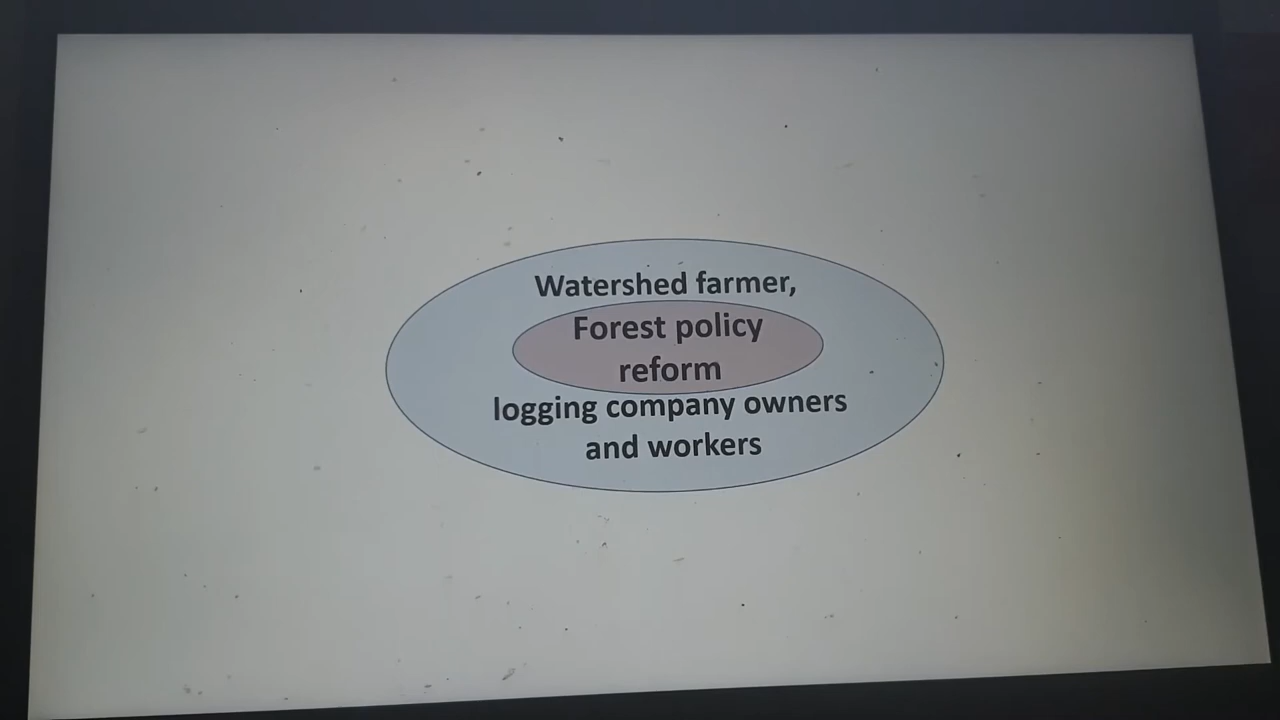 Watershed farmer,
Forest policy
reform
logging company owners
and workers